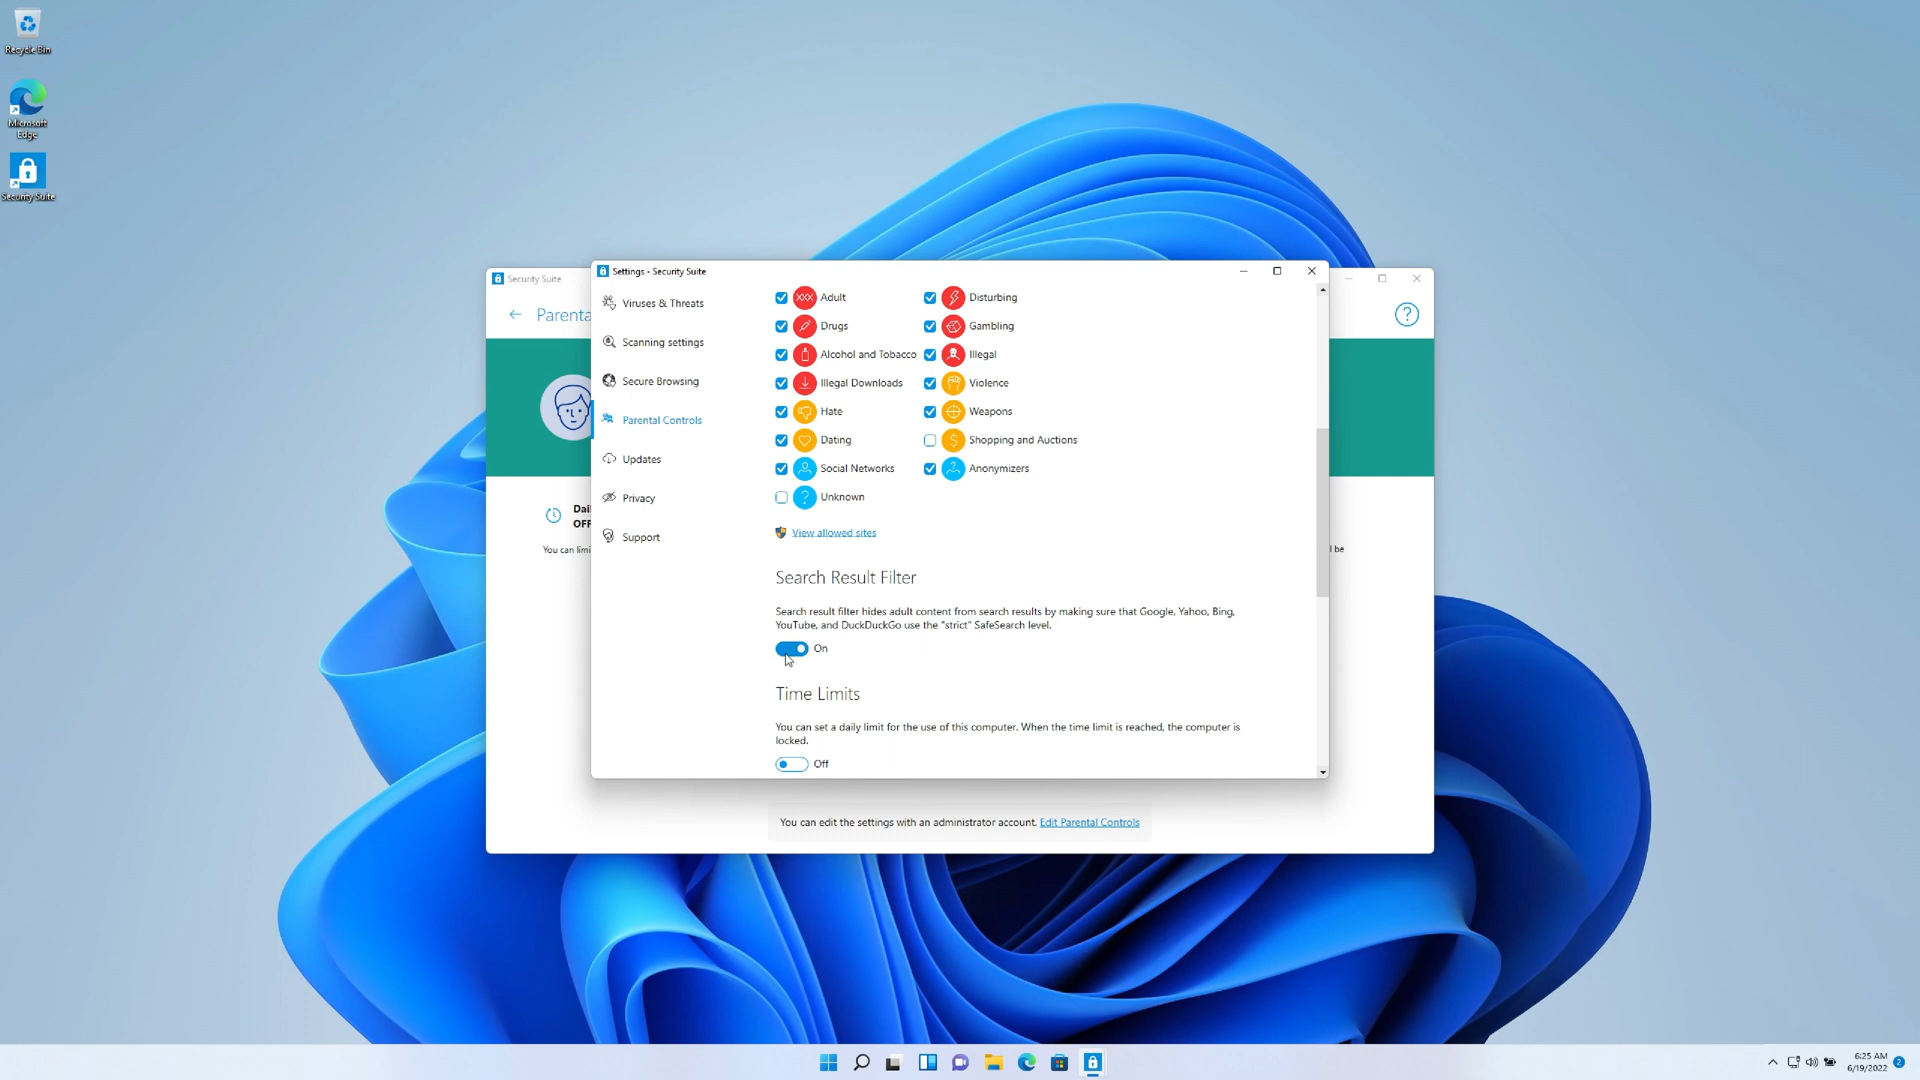 Recycle Bin
Microsoft
Edge
Security Suite
Security Suite
Parenta
Dai
OFF
You can limi
l be
Settings - Security Suite
Viruses & Threats
Scanning settings
Secure Browsing
Parental Controls
Updates
Privacy
Support
Adult
Disturbing
Drugs
Gambling
Alcohol and Tobacco
Illegal
Illegal Downloads
Violence
Hate
Weapons
Dating
Shopping and Auctions
Social Networks
Anonymizers
Unknown
View allowed sites
Search Result Filter
Search result filter hides adult content from search results by making sure that Google, Yahoo, Bing,
YouTube, and DuckDuckGo use the "strict" SafeSearch level.
On
Time Limits
You can set a daily limit for the use of this computer. When the time limit is reached, the computer is
locked.
Off
You can edit the settings with an administrator account. Edit Parental Controls
6:25 AM
6/19/2022
2